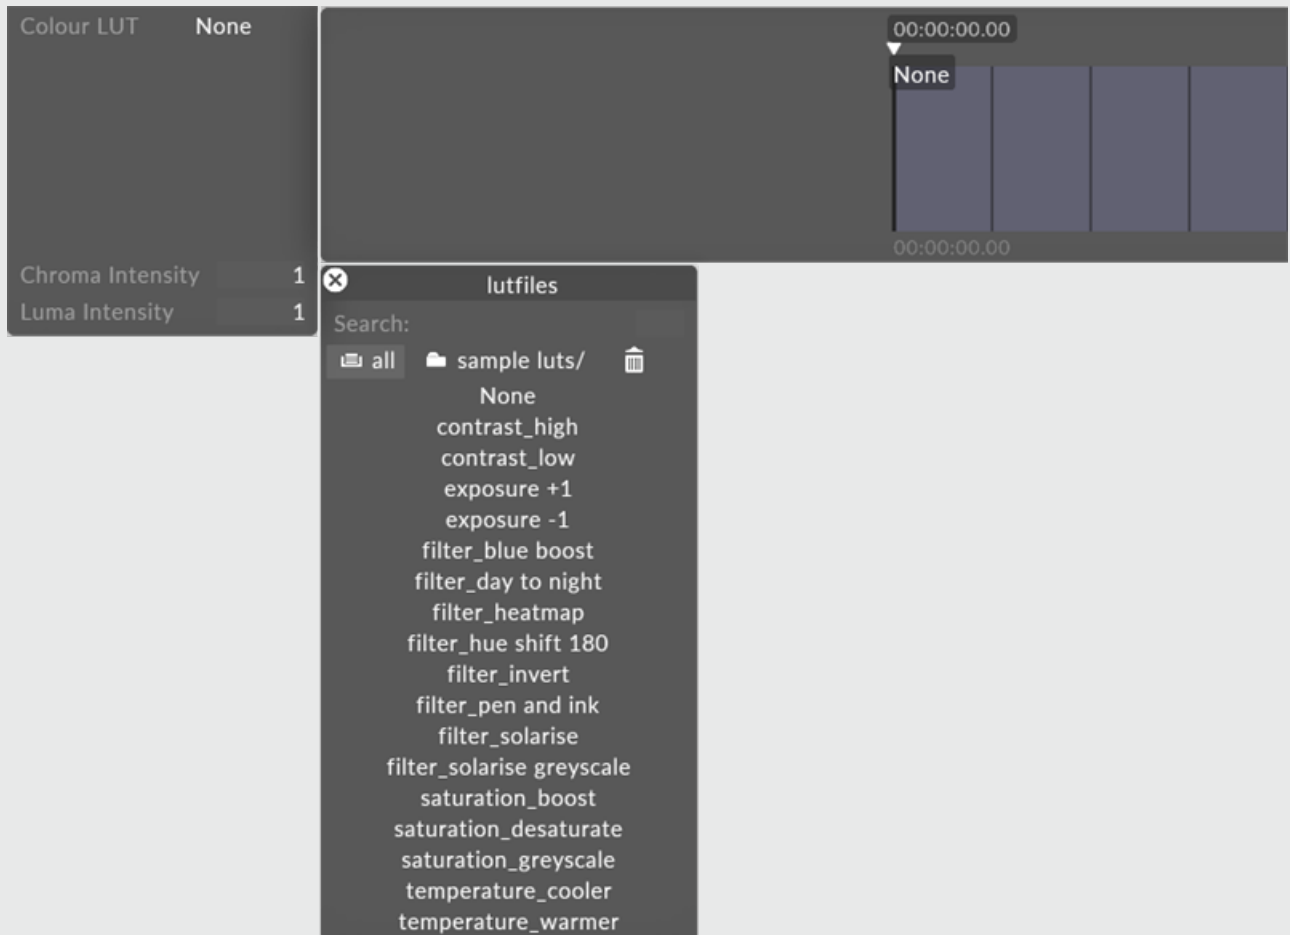 Colour LUT None
00:00:00.00
None
00:00:00.00
Chroma Intensity 1
Luma Intensity 1
lutfiles
Search:
all sample luts/
None
contrast_high
contrast_low
exposure +1
exposure -1
filter_blue boost
filter_day to night
filter_heatmap
filter_hue shift 180
filter_invert
filter_pen and ink
filter_solarise
filter_solarise greyscale
saturation_boost
saturation_desaturate
saturation_greyscale
temperature_cooler
temperature_warmer